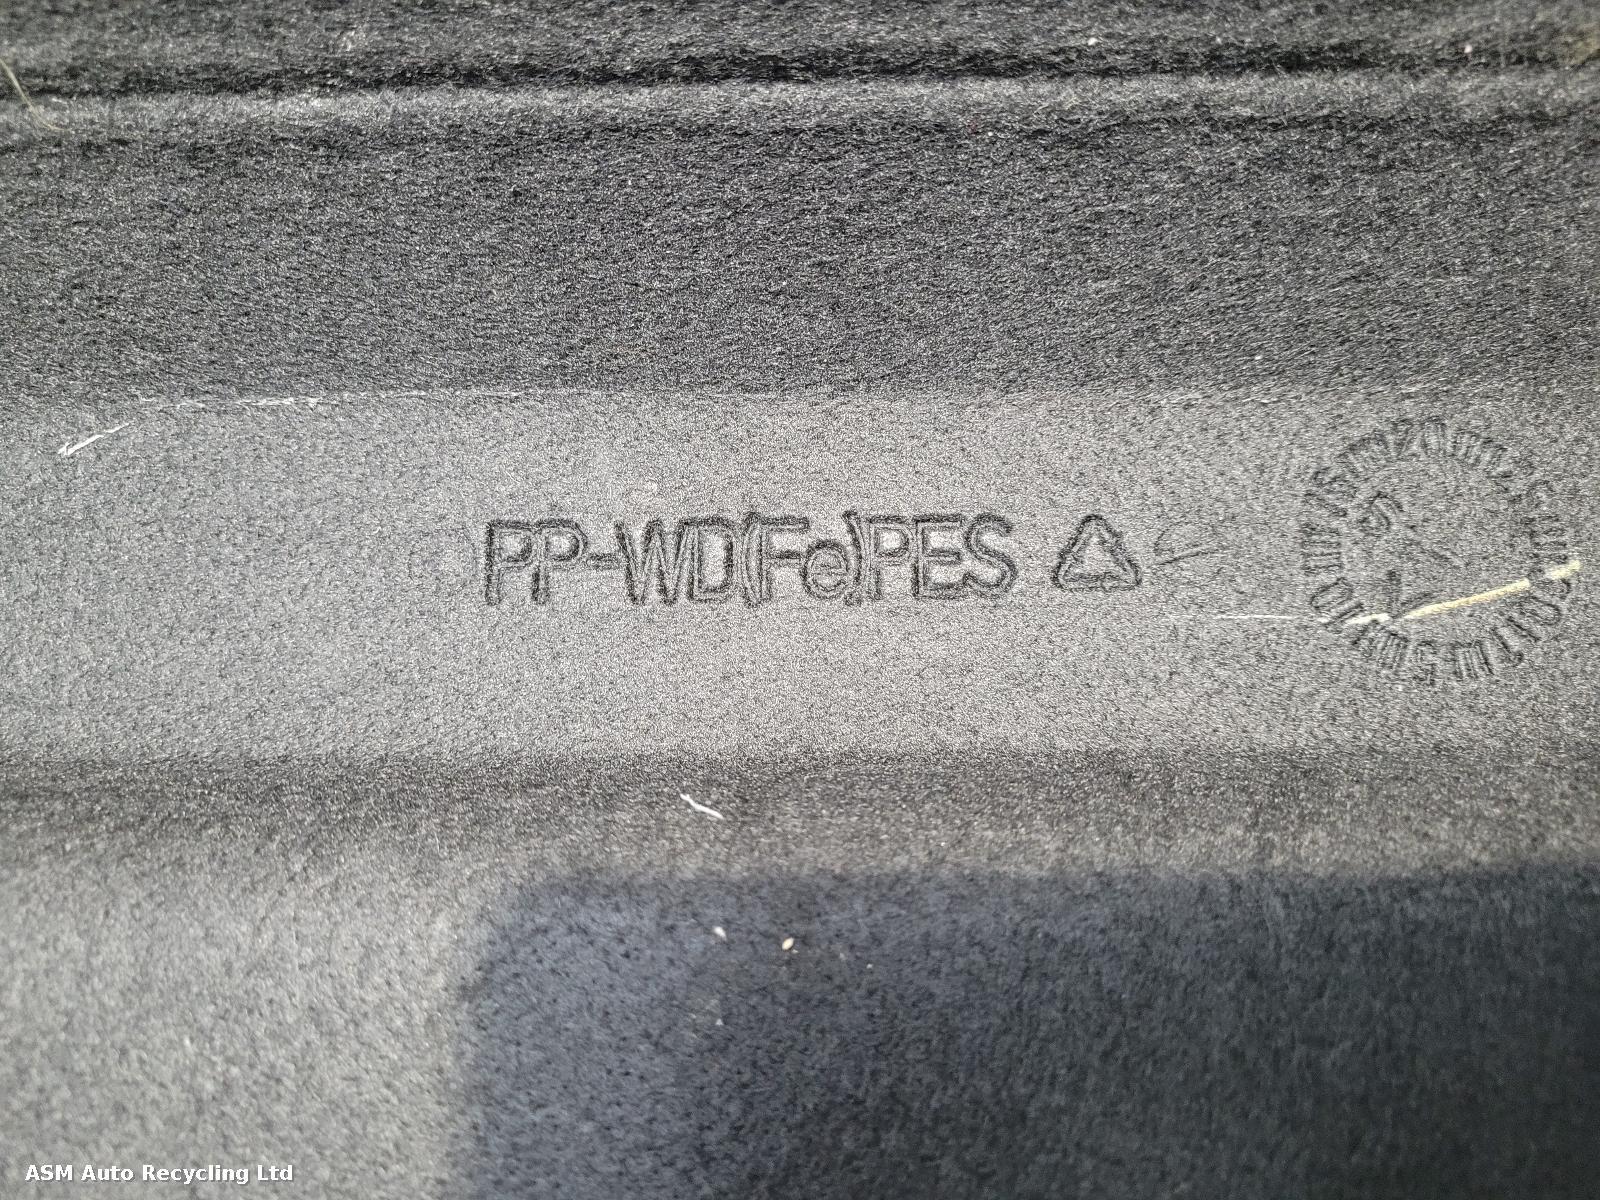 PP-WD(Fe)PES
ASM Auto Recycling Ltd